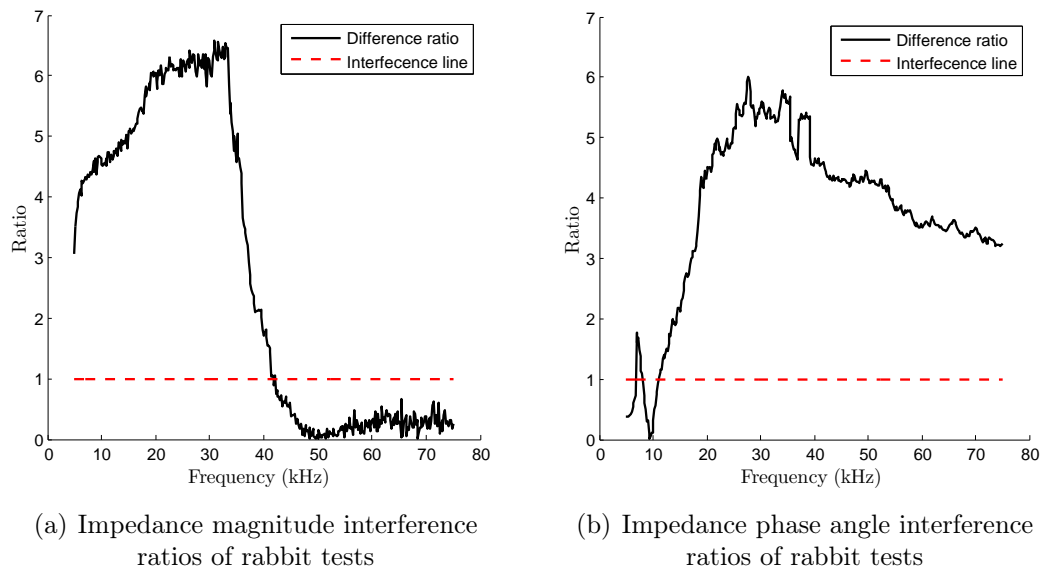 7
6
5
4
3
2
1
0
Ratio
Difference ratio
Interfecence line
0 10 20 30 40 50 60 70 80
Frequency (kHz)
(a) Impedance magnitude interference
ratios of rabbit tests
7
6
5
4
3
2
1
0
Ratio
Difference ratio
Interfecence line
0 10 20 30 40 50 60 70 80
Frequency (kHz)
(b) Impedance phase angle interference
ratios of rabbit tests